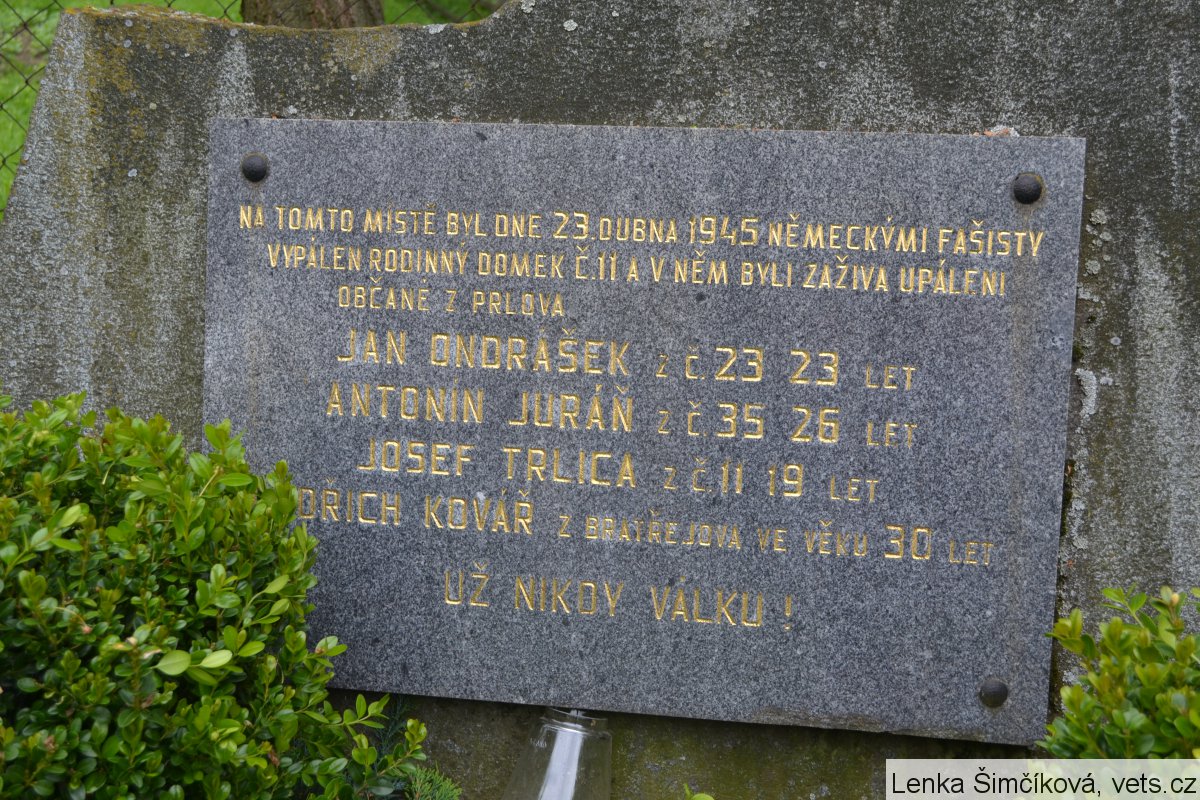 NA TOMTO MÍSTĚ BYL DNE 23. DUBNA 1945 NĚMECKÝMI FAŠISTY
VYPÁLEN RODINNÝ DOMEK Č.11 A V NĚM BYLI ZAŽIVA UPÁLENI
OBČANÉ Z PRLOVA
JAN ONDRÁŠEK Z Č.23 23 LET
ANTONÍN JURÁŇ Z Č.35 26 LET
JOSEF TRLICA Z Č.11 19 LET
KOVÁŘ Z BRATŘEJOVA VE VĚKU 30 LET
UŽ NIKDY VÁLKU !
Lenka Šimčíková, vets.cz